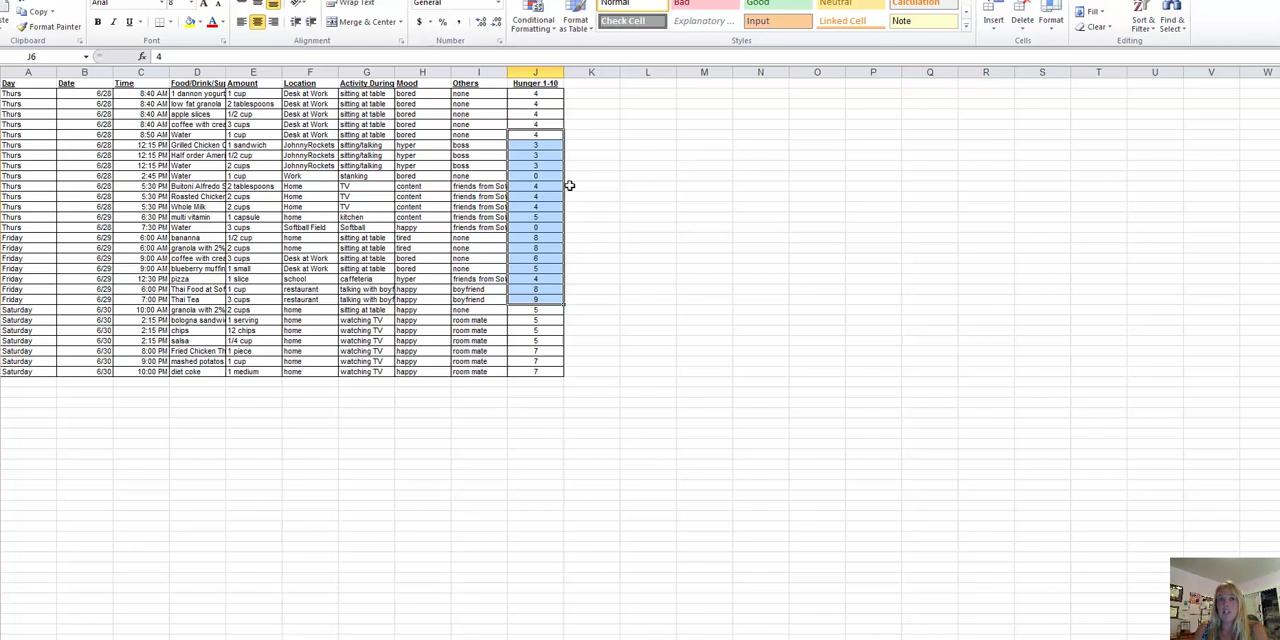 Copy
Format Painter
Clipboard
Arial
8
A
A
B
I
U
A
Font
Wrap Text
Merge & Center
Alignment
General
$
%
,
Number
Conditional Formatting
Format as Table
Normal
Bad
Good
Neutral
Calculation
Check Cell
Explanatory ...
Input
Linked Cell
Note
Styles
Insert
Delete
Format
Cells
Fill
Clear
Sort & Filter
Find & Select
Editing
J6
fx
4
A B C D E F G H I J K L M N O P Q R S T U V W
Day Date Time Food/Drink/Su Amount Location Activity During Mood Others Hunger 1-10
Thurs 6/28 8:40 AM 1 dannon yogurt 1 cup Desk at Work sitting at table bored none 4
Thurs 6/28 8:40 AM low fat granola 2 tablespoons Desk at Work sitting at table bored none 4
Thurs 6/28 8:40 AM apple slices 1/2 cup Desk at Work sitting at table bored none 4
Thurs 6/28 8:40 AM coffee with crea 3 cups Desk at Work sitting at table bored none 4
Thurs 6/28 8:50 AM Water 1 cup Desk at Work sitting at table bored none 4
Thurs 6/28 12:15 PM Grilled Chicken C 1 sandwich JohnnyRockets sitting/talking hyper boss 3
Thurs 6/28 12:15 PM Half order Amer 1/2 cup JohnnyRockets sitting/talking hyper boss 3
Thurs 6/28 12:15 PM Water 2 cups JohnnyRockets sitting/talking hyper boss 3
Thurs 6/28 2:45 PM Water 1 cup Work stanking bored none 0
Thurs 6/28 5:30 PM Buitoni Alfredo S 2 tablespoons Home TV content friends from So 4
Thurs 6/28 5:30 PM Roasted Chicken 2 cups Home TV content friends from So 4
Thurs 6/28 5:30 PM Whole Milk 2 cups Home TV content friends from So 4
Thurs 6/28 6:30 PM multi vitamin 1 capsule home kitchen content friends from So 5
Thurs 6/28 7:30 PM Water 3 cups Softball Field Softball happy friends from So 0
Friday 6/29 6:00 AM bananna 1/2 cup home sitting at table tired none 8
Friday 6/29 6:00 AM granola with 2% 2 cups home sitting at table tired none 8
Friday 6/29 9:00 AM coffee with crea 3 cups Desk at Work sitting at table bored none 6
Friday 6/29 9:00 AM blueberry muffin 1 small Desk at Work sitting at table bored none 5
Friday 6/29 12:30 PM pizza 1 slice school caffeteria hyper friends from So 4
Friday 6/29 6:00 PM Thai Food at Sof 1 cup restaurant talking with boyf happy boyfriend 8
Friday 6/29 7:00 PM Thai Tea 3 cups restaurant talking with boyf happy boyfriend 9
Saturday 6/30 10:00 AM granola with 2% 2 cups home sitting at table happy none 5
Saturday 6/30 2:15 PM bologna sandwi 1 serving home watching TV happy room mate 5
Saturday 6/30 2:15 PM chips 12 chips home watching TV happy room mate 5
Saturday 6/30 2:15 PM salsa 1/4 cup home watching TV happy room mate 5
Saturday 6/30 8:00 PM Fried Chicken Th 1 piece home watching TV happy room mate 7
Saturday 6/30 9:00 PM mashed potatos 1 cup home watching TV happy room mate 7
Saturday 6/30 10:00 PM diet coke 1 medium home watching TV happy room mate 7